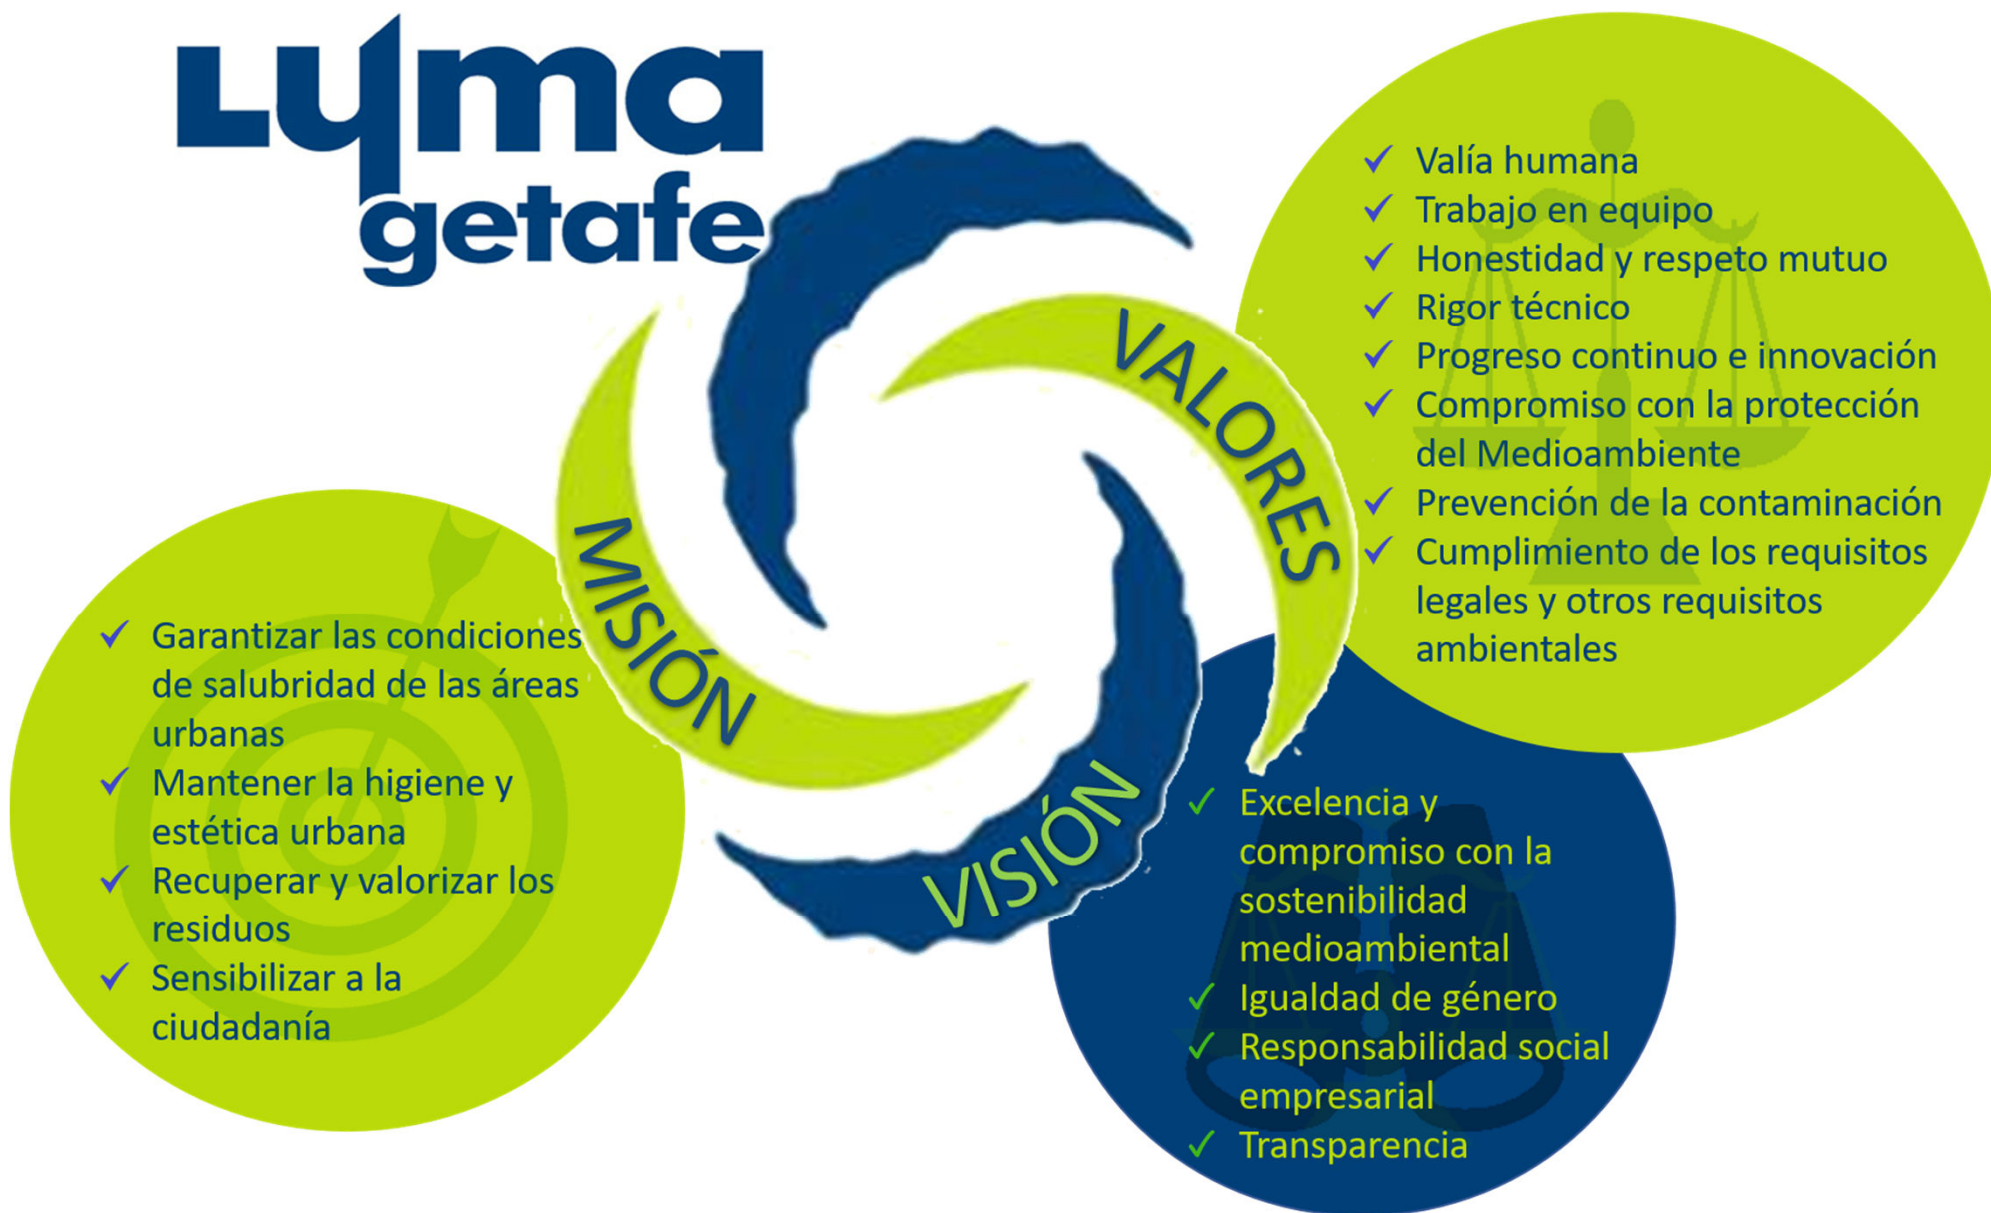 Lyma
getafe
MISIÓN
Garantizar las condiciones
de salubridad de las áreas
urbanas
Mantener la higiene y
estética urbana
Recuperar y valorizar los
residuos
Sensibilizar a la
ciudadanía
VALORES
Valía humana
Trabajo en equipo
Honestidad y respeto mutuo
Rigor técnico
Progreso continuo e innovación
Compromiso con la protección
del Medioambiente
Prevención de la contaminación
Cumplimiento de los requisitos
legales y otros requisitos
ambientales
VISIÓN
Excelencia y
compromiso con la
sostenibilidad
medioambiental
Igualdad de género
Responsabilidad social
empresarial
Transparencia